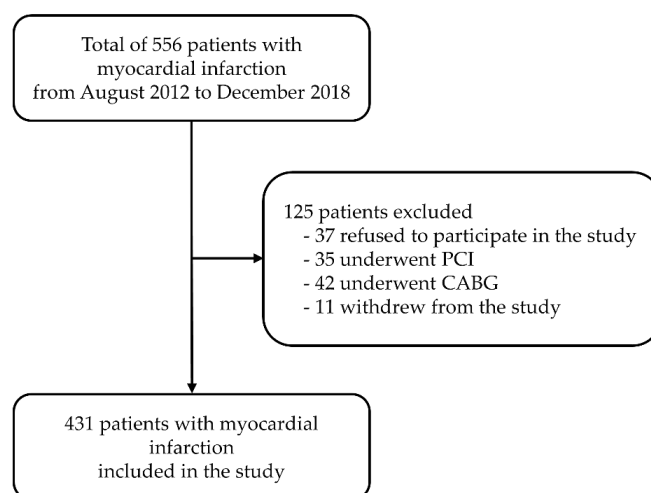 Total of 556 patients with
myocardial infarction
from August 2012 to December 2018
125 patients excluded
- 37 refused to participate in the study
- 35 underwent PCI
- 42 underwent CABG
- 11 withdrew from the study
431 patients with myocardial
infarction
included in the study